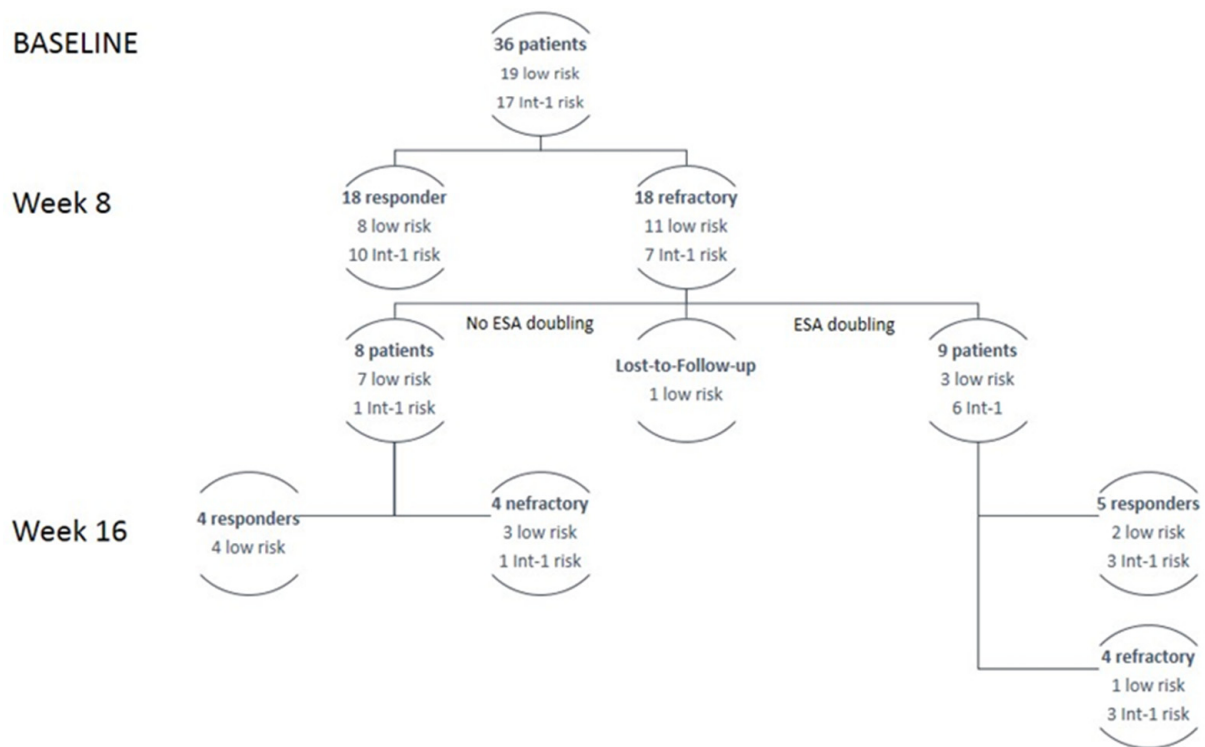 BASELINE
36 patients
19 low risk
17 Int-1 risk
Week 8
18 responder
8 low risk
10 Int-1 risk
18 refractory
11 low risk
7 Int-1 risk
No ESA doubling
ESA doubling
8 patients
7 low risk
1 Int-1 risk
Lost-to-Follow-up
1 low risk
9 patients
3 low risk
6 Int-1
Week 16
4 responders
4 low risk
4 nefractory
3 low risk
1 Int-1 risk
5 responders
2 low risk
3 Int-1 risk
4 refractory
1 low risk
3 Int-1 risk